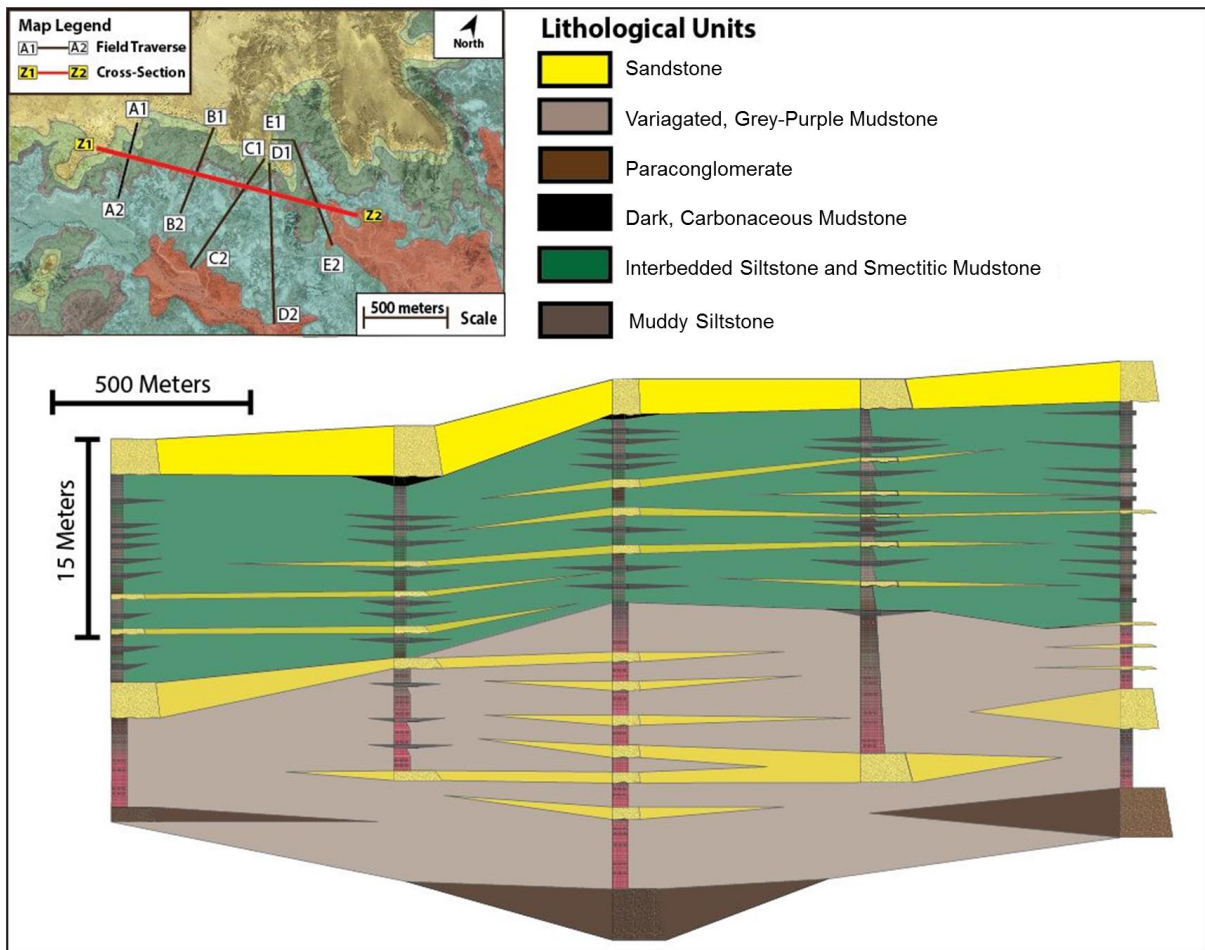 Map Legend
A1 A2 Field Traverse
Z1 Z2 Cross-Section
North
A1
B1
E1
Z1
C1 D1
A2
B2
Z2
C2
E2
D2
500 meters Scale
Lithological Units
Sandstone
Variagated, Grey-Purple Mudstone
Paraconglomerate
Dark, Carbonaceous Mudstone
Interbedded Siltstone and Smectitic Mudstone
Muddy Siltstone
500 Meters
15 Meters